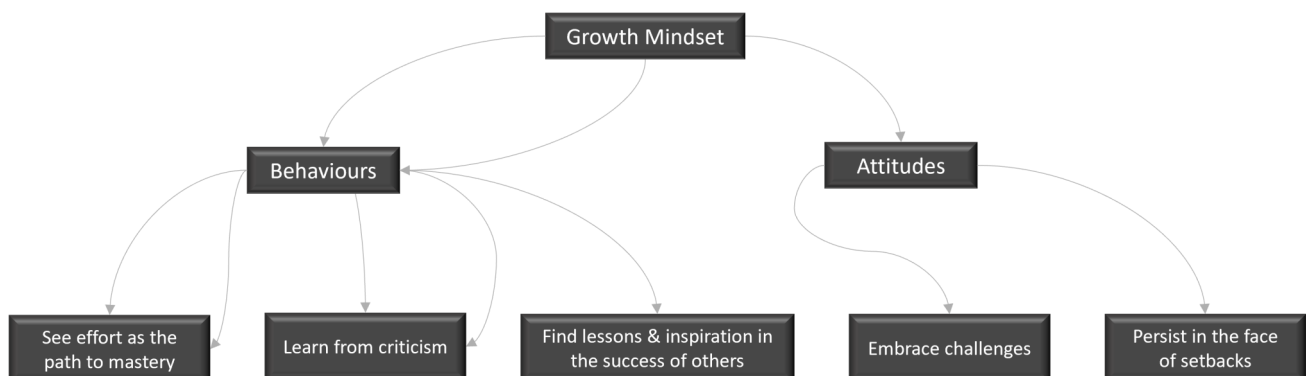 Growth Mindset
Behaviours
Attitudes
See effort as the
path to mastery
Learn from criticism
Find lessons & inspiration in
the success of others
Embrace challenges
Persist in the face
of setbacks